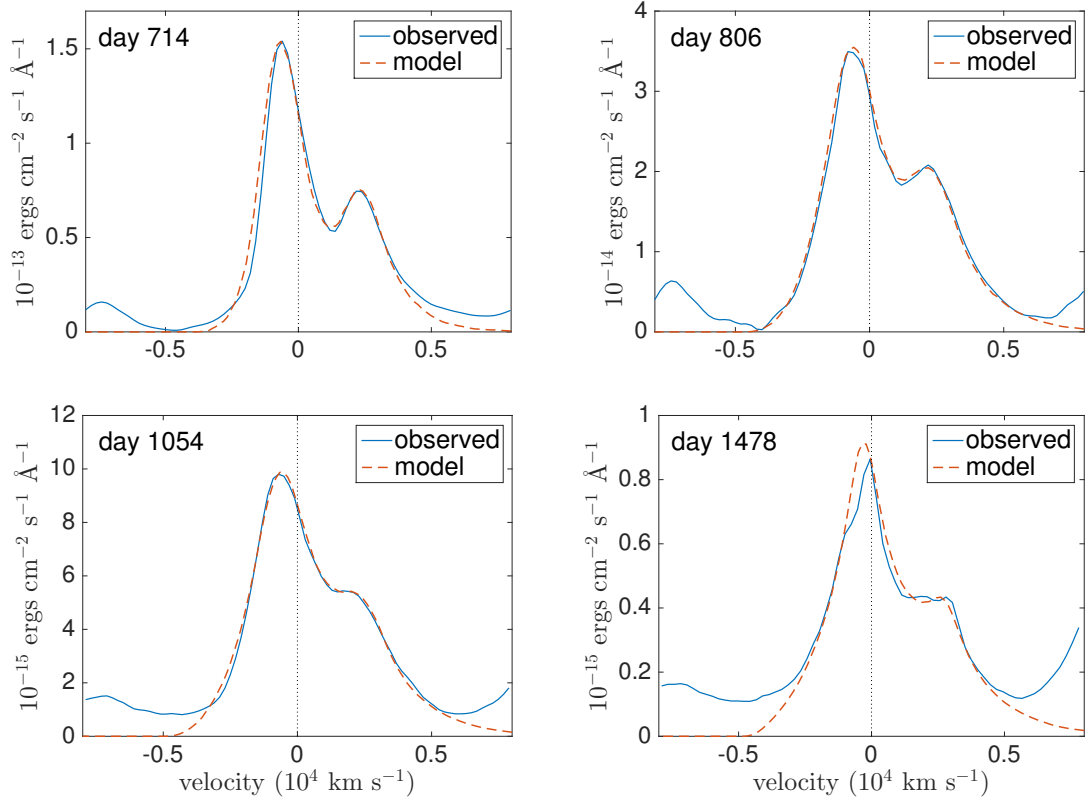 day 714
observed
model
10⁻¹³ ergs cm⁻² s⁻¹ Å⁻¹
1.5
1
0.5
0
-0.5 0 0.5
day 806
observed
model
10⁻¹⁴ ergs cm⁻² s⁻¹ Å⁻¹
4
3
2
1
0
-0.5 0 0.5
day 1054
observed
model
10⁻¹⁵ ergs cm⁻² s⁻¹ Å⁻¹
12
10
8
6
4
2
0
-0.5 0 0.5
velocity (10⁴ km s⁻¹)
day 1478
observed
model
10⁻¹⁵ ergs cm⁻² s⁻¹ Å⁻¹
1
0.8
0.6
0.4
0.2
0
-0.5 0 0.5
velocity (10⁴ km s⁻¹)